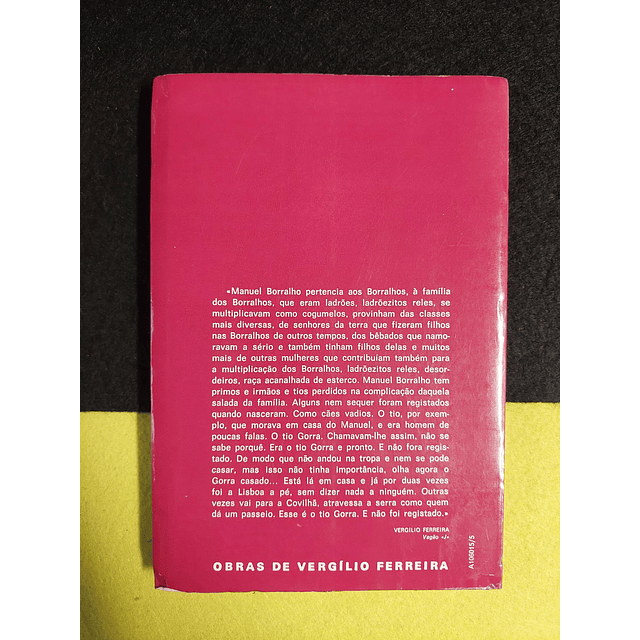 «Manuel Borralho pertencia aos Borralhos, à família
dos Borralhos, que eram ladrões, ladrõezitos reles, se
multiplicavam como cogumelos, provinham das classes
mais diversas, de senhores da terra que fizeram filhos
nas Borralhos de outros tempos, dos bêbados que namo-
ravam a sério e também tinham filhos delas e muitos
mais de outras mulheres que contribuíam também para
a multiplicação dos Borralhos, ladrõezitos reles, desor-
deiros, raça acanalhada de esterco. Manuel Borralho tem
primos e irmãos e tios perdidos na complicação daquela
salada da família. Alguns nem sequer foram registados
quando nasceram. Como cães vadios. O tio, por exem-
plo, que morava em casa do Manuel, e era homem de
poucas falas. O tio Gorra. Chamavam-lhe assim, não se
sabe porquê. Era o tio Gorra e pronto. E não fora regis-
tado. De modo que não andou na tropa e nem se pode
casar, mas isso não tinha importância, olha agora o
Gorra casado... Está lá em casa e já por duas vezes
foi a Lisboa a pé, sem dizer nada a ninguém. Outras
vezes vai para a Covilhã, atravessa a serra como quem
dá um passeio. Esse é o tio Gorra. E não foi registado.»
VERGÍLIO FERREIRA
Vagão «J»
OBRAS DE VERGÍLIO FERREIRA
A106015/5